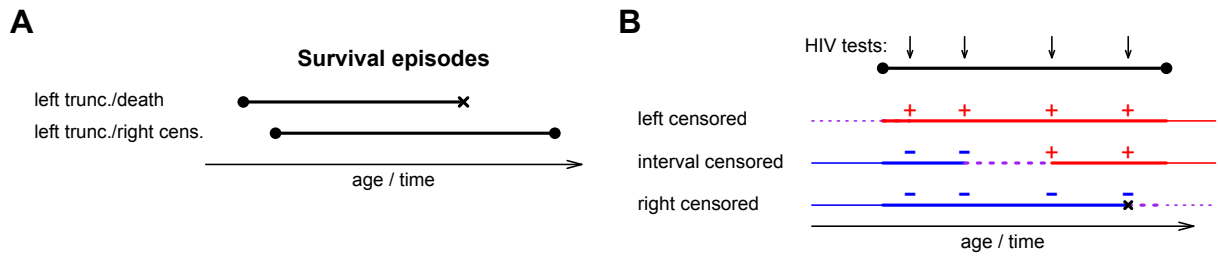 A
Survival episodes
left trunc./death
left trunc./right cens.
age / time
B
HIV tests:
left censored
+ + + +
interval censored
– – + +
right censored
– – – –
age / time